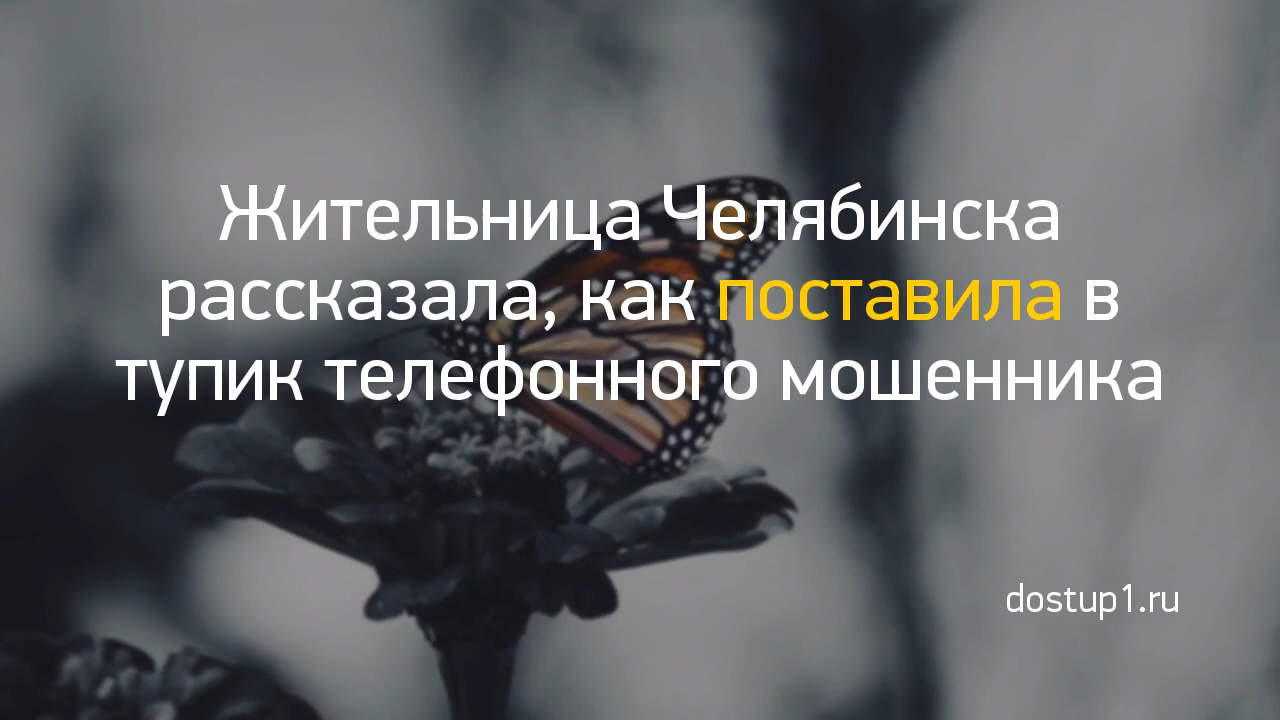 Жительница Челябинска
рассказала, как поставила в
тупик телефонного мошенника
dostup1.ru